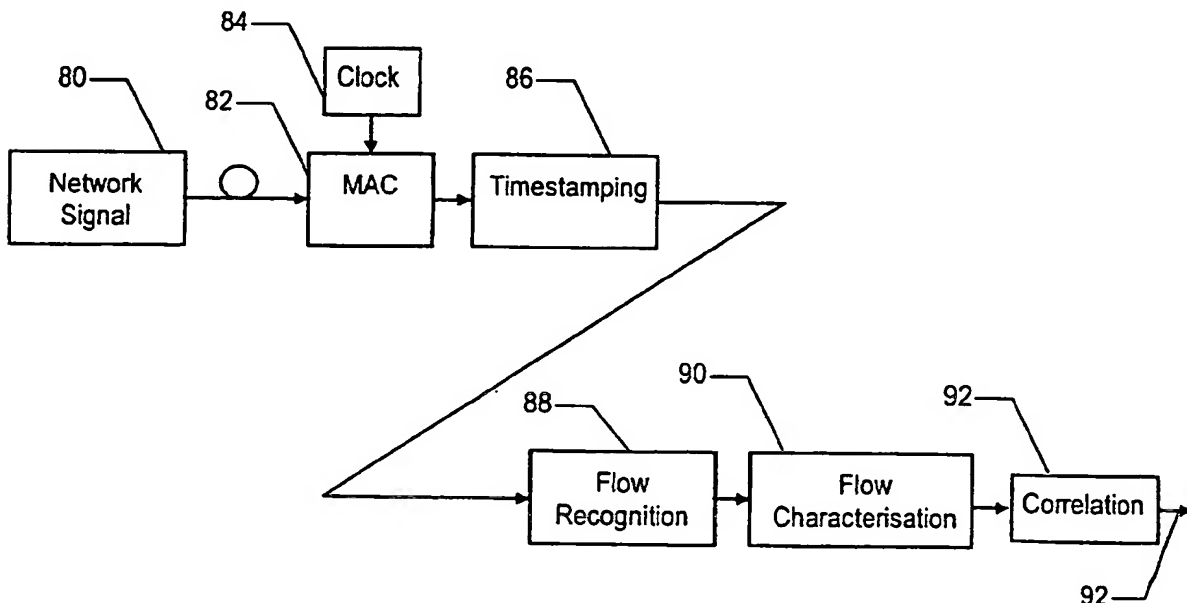 84
Clock
80
82
86
Network
Signal
MAC
Timestamping
88
90
92
Flow
Recognition
Flow
Characterisation
Correlation
92